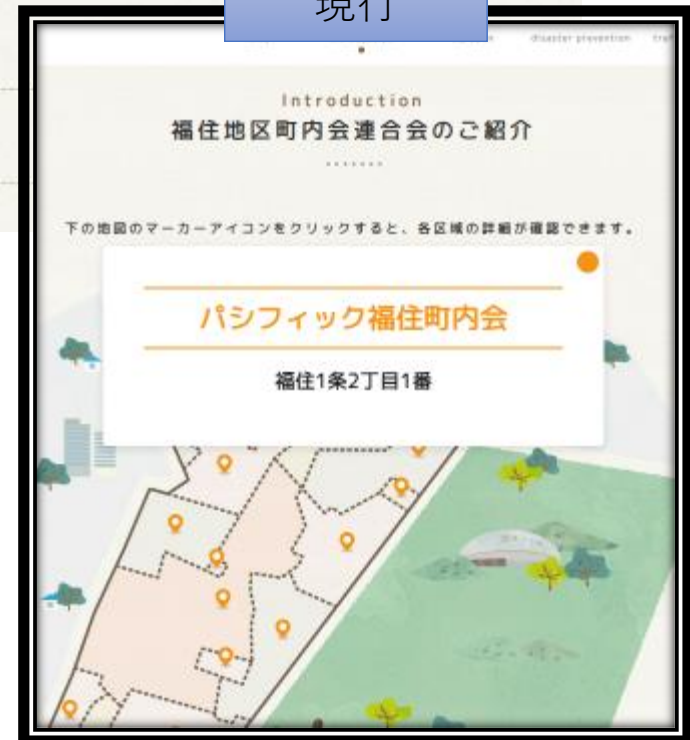 現行
disaster prevention
Introduction
福住地区町内会連合会のご紹介
下の地図のマーカーアイコンをクリックすると、各区域の詳細が確認できます。
パシフィック福住町内会
福住1条2丁目1番